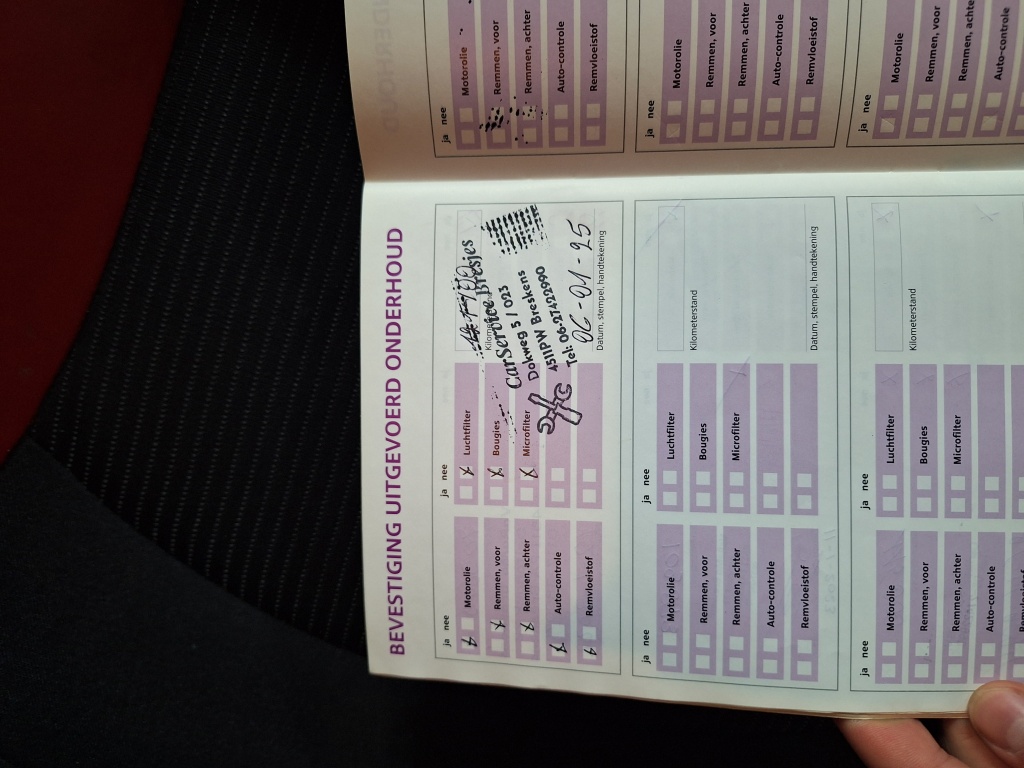 BEVESTIGING UITGEVOERD ONDERHOUD
ja nee
Motorolie
Remmen, voor
Remmen, achter
Auto-controle
Remvloeistof
ja nee
Luchtfilter
Bougies
Microfilter
CarService Bresjes
Dokweg 5 / 023
4511PW Breskens
Tel: 06-27422990
06-01-25
Datum, stempel, handtekening
ja nee
Motorolie
Remmen, voor
Remmen, achter
Auto-controle
Remvloeistof
ja nee
Luchtfilter
Bougies
Microfilter
Kilometerstand
Datum, stempel, handtekening
ja nee
Motorolie
Remmen, voor
Remmen, achter
Auto-controle
Remvloeistof
ja nee
Luchtfilter
Bougies
Microfilter
Kilometerstand
ja nee
Motorolie
Remmen, voor
Remmen, achter
Auto-controle
Remvloeistof
ja nee
Motorolie
Remmen, voor
Remmen, achter
Auto-controle
Remvloeistof
ja nee
Motorolie
Remmen, voor
Remmen, achter
Auto-controle